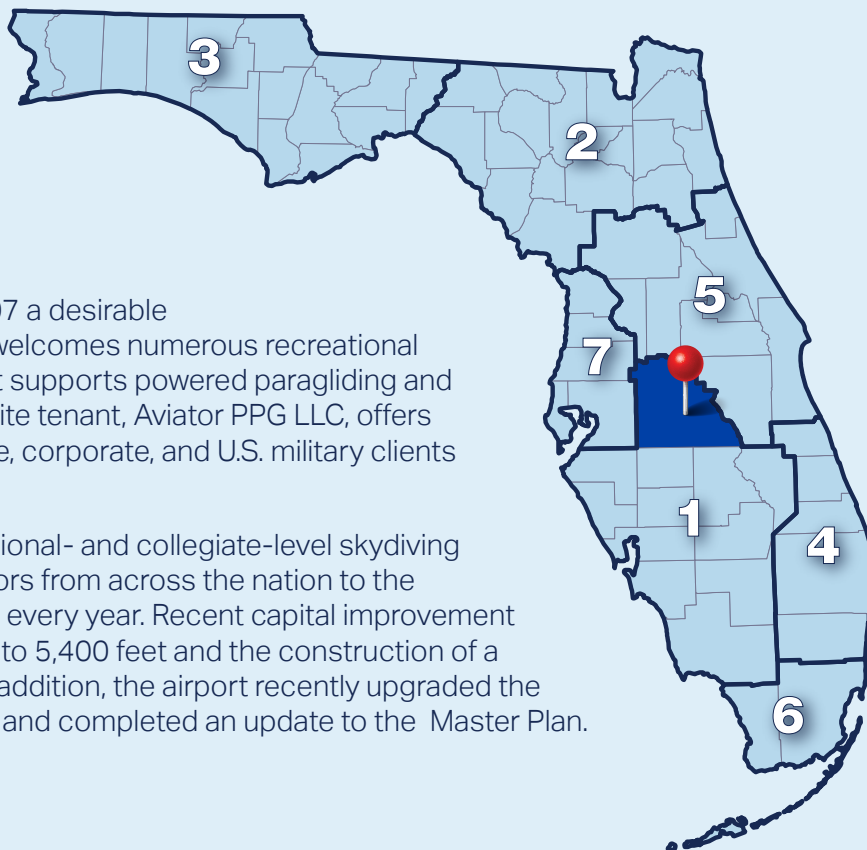 3
2
5
7
1
4
6
7 a desirable
welcomes numerous recreational
t supports powered paragliding and
ite tenant, Aviator PPG LLC, offers
e, corporate, and U.S. military clients
ional- and collegiate-level skydiving
ors from across the nation to the
every year. Recent capital improvement
to 5,400 feet and the construction of a
addition, the airport recently upgraded the
and completed an update to the Master Plan.